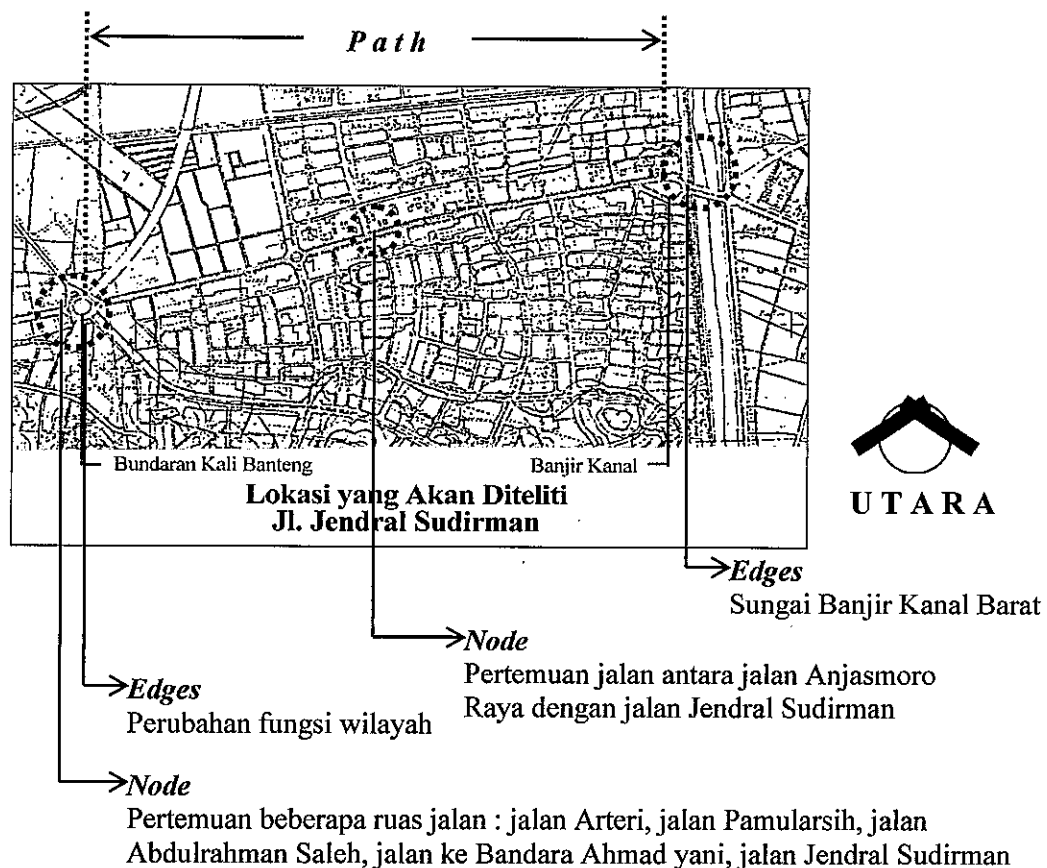 Path
Bundaran Kali Banteng
Banjir Kanal
Lokasi yang Akan Diteliti
Jl. Jendral Sudirman
UTARA
Edges
Sungai Banjir Kanal Barat
Node
Pertemuan jalan antara jalan Anjasmoro
Raya dengan jalan Jendral Sudirman
Edges
Perubahan fungsi wilayah
Node
Pertemuan beberapa ruas jalan : jalan Arteri, jalan Pamularsih, jalan
Abdulrahman Saleh, jalan ke Bandara Ahmad yani, jalan Jendral Sudirman